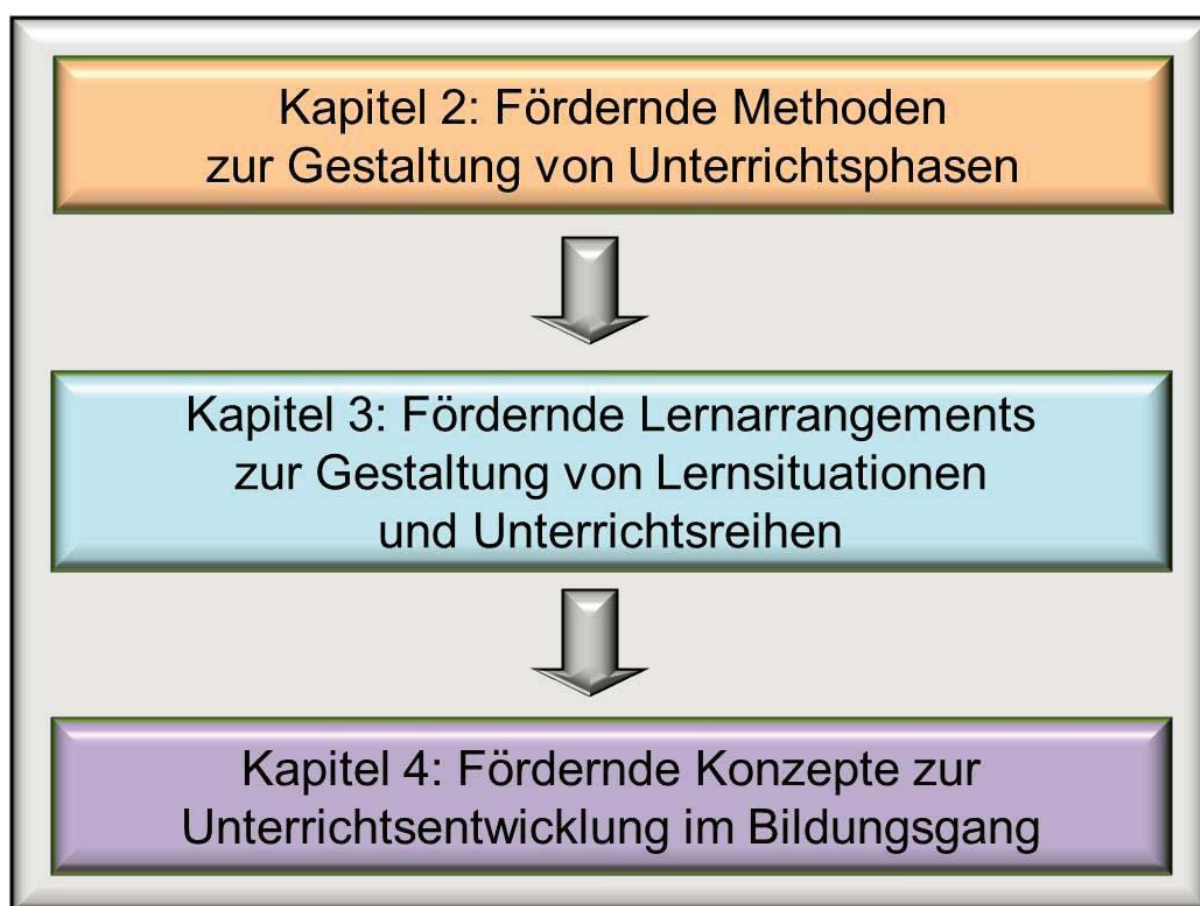 Kapitel 2: Fördernde Methoden
zur Gestaltung von Unterrichtsphasen
Kapitel 3: Fördernde Lernarrangements
zur Gestaltung von Lernsituationen
und Unterrichtsreihen
Kapitel 4: Fördernde Konzepte zur
Unterrichtsentwicklung im Bildungsgang